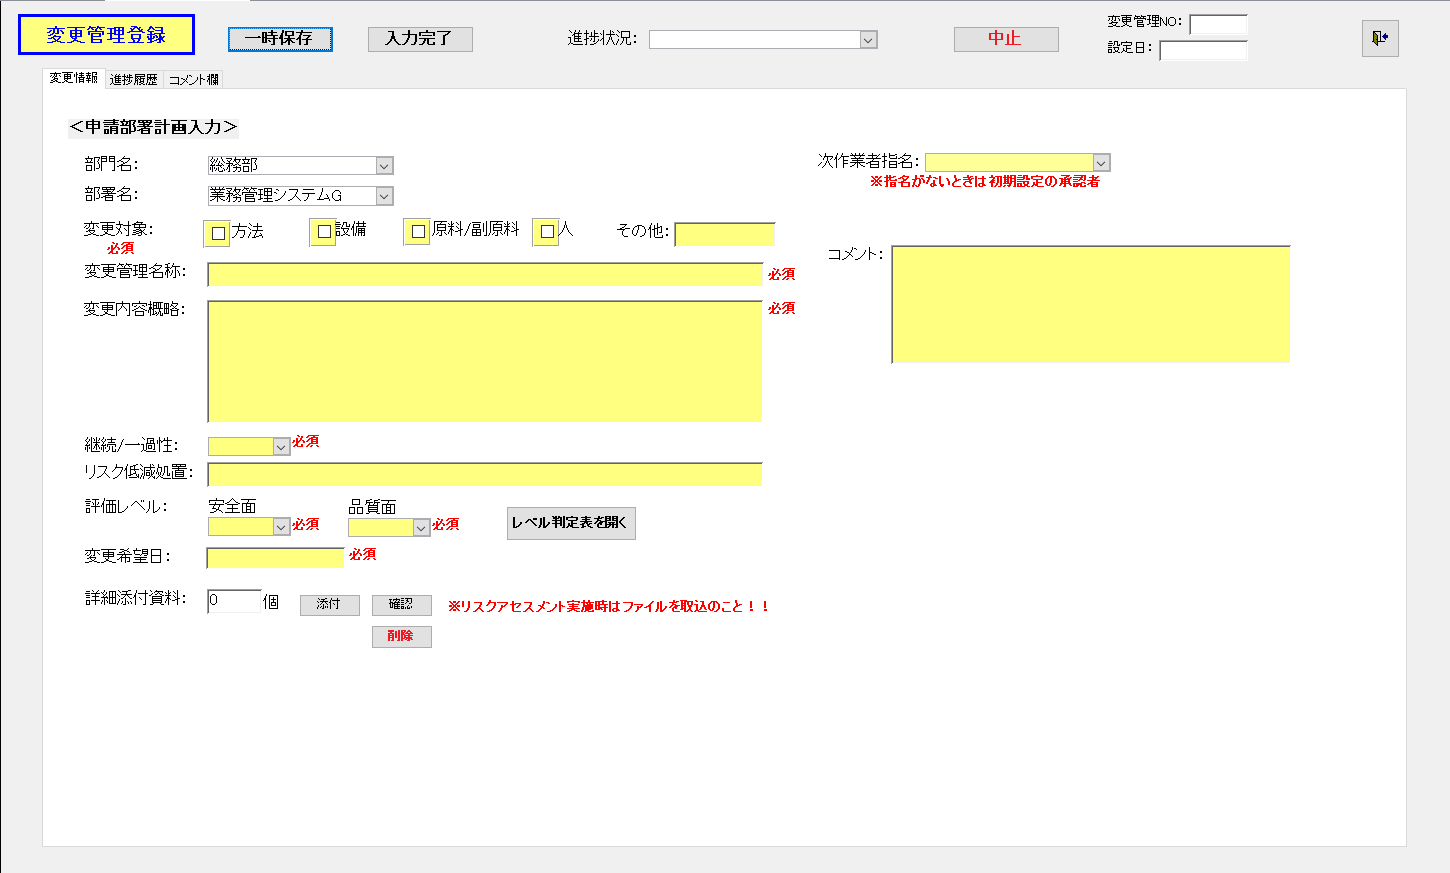 変更管理登録
一時保存
入力完了
進捗状況:
中止
変更管理NO:
設定日:
変更情報
進捗履歴
コメント欄
＜申請部署計画入力＞
部門名:
総務部
次作業者指名:
※指名がないときは初期設定の承認者
部署名:
業務管理システムG
変更対象:
必須
方法
設備
原料/副原料
人
その他:
コメント:
変更管理名称:
必須
変更内容概略:
必須
継続/一過性:
必須
リスク低減処置:
評価レベル:
安全面
必須
品質面
必須
レベル判定表を開く
変更希望日:
必須
詳細添付資料:
0
個
添付
確認
※リスクアセスメント実施時はファイルを取込のこと！！
削除